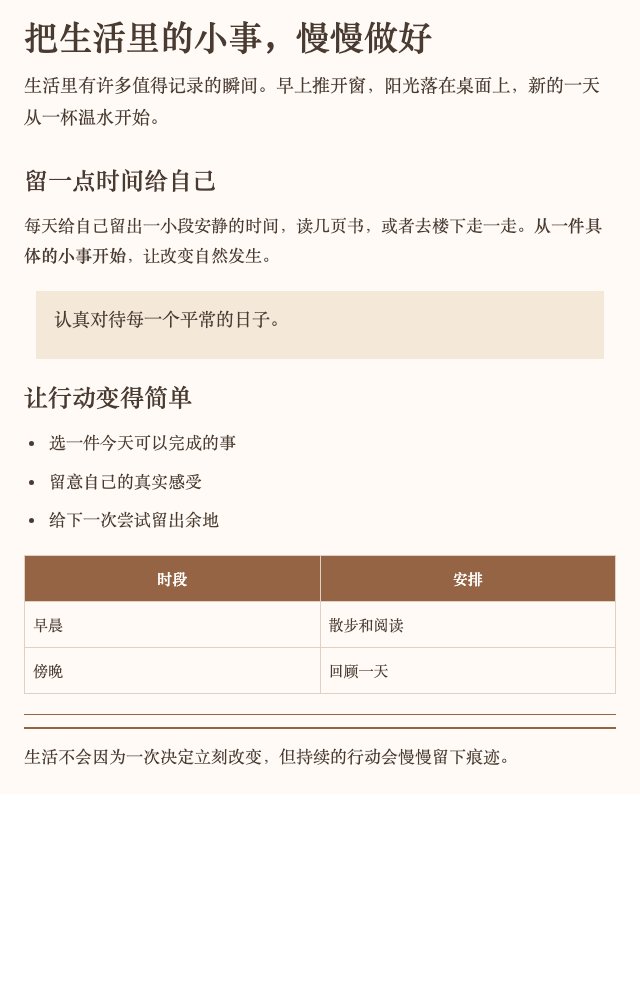 把生活里的小事，慢慢做好
生活里有许多值得记录的瞬间。早上推开窗，阳光落在桌面上，新的一天
从一杯温水开始。
留一点时间给自己
每天给自己留出一小段安静的时间，读几页书，或者去楼下走一走。从一件具
体的小事开始，让改变自然发生。
认真对待每一个平常的日子。
让行动变得简单
• 选一件今天可以完成的事
• 留意自己的真实感受
• 给下一次尝试留出余地
时段 安排
早晨 散步和阅读
傍晚 回顾一天
生活不会因为一次决定立刻改变，但持续的行动会慢慢留下痕迹。